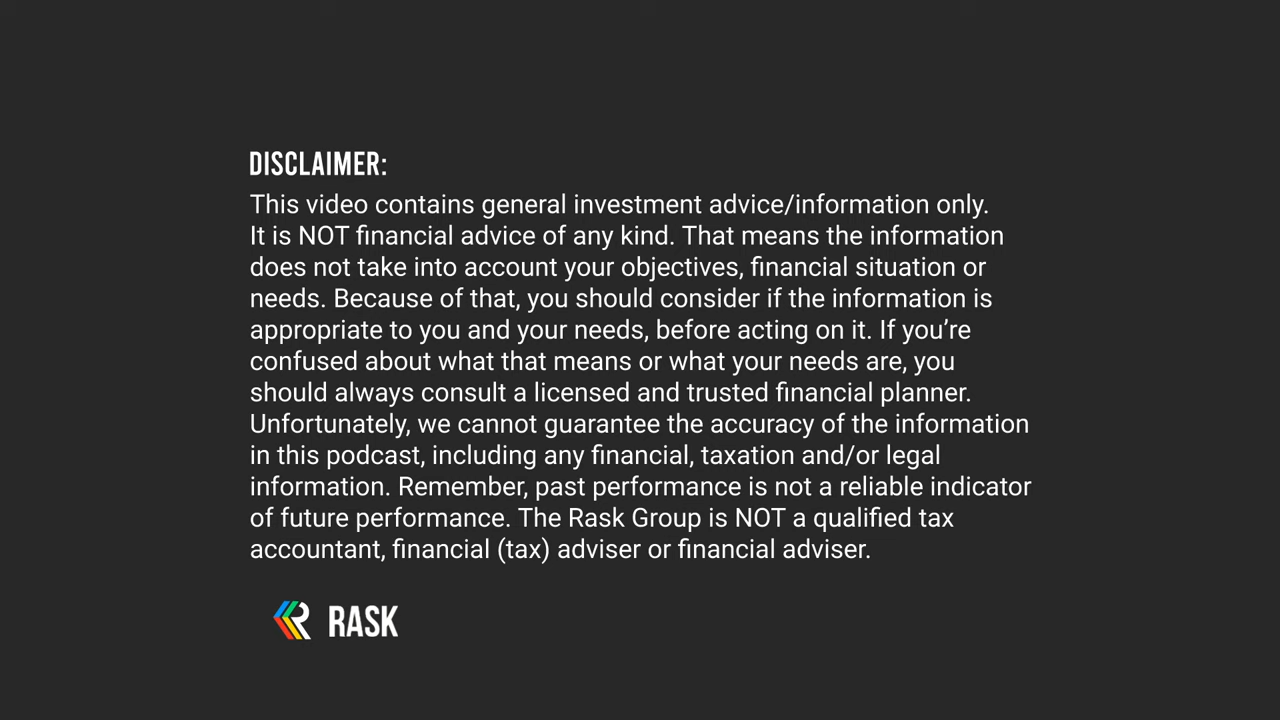 DISCLAIMER:
This video contains general investment advice/information only.
It is NOT financial advice of any kind. That means the information
does not take into account your objectives, financial situation or
needs. Because of that, you should consider if the information is
appropriate to you and your needs, before acting on it. If you’re
confused about what that means or what your needs are, you
should always consult a licensed and trusted financial planner.
Unfortunately, we cannot guarantee the accuracy of the information
in this podcast, including any financial, taxation and/or legal
information. Remember, past performance is not a reliable indicator
of future performance. The Rask Group is NOT a qualified tax
accountant, financial (tax) adviser or financial adviser.
RASK